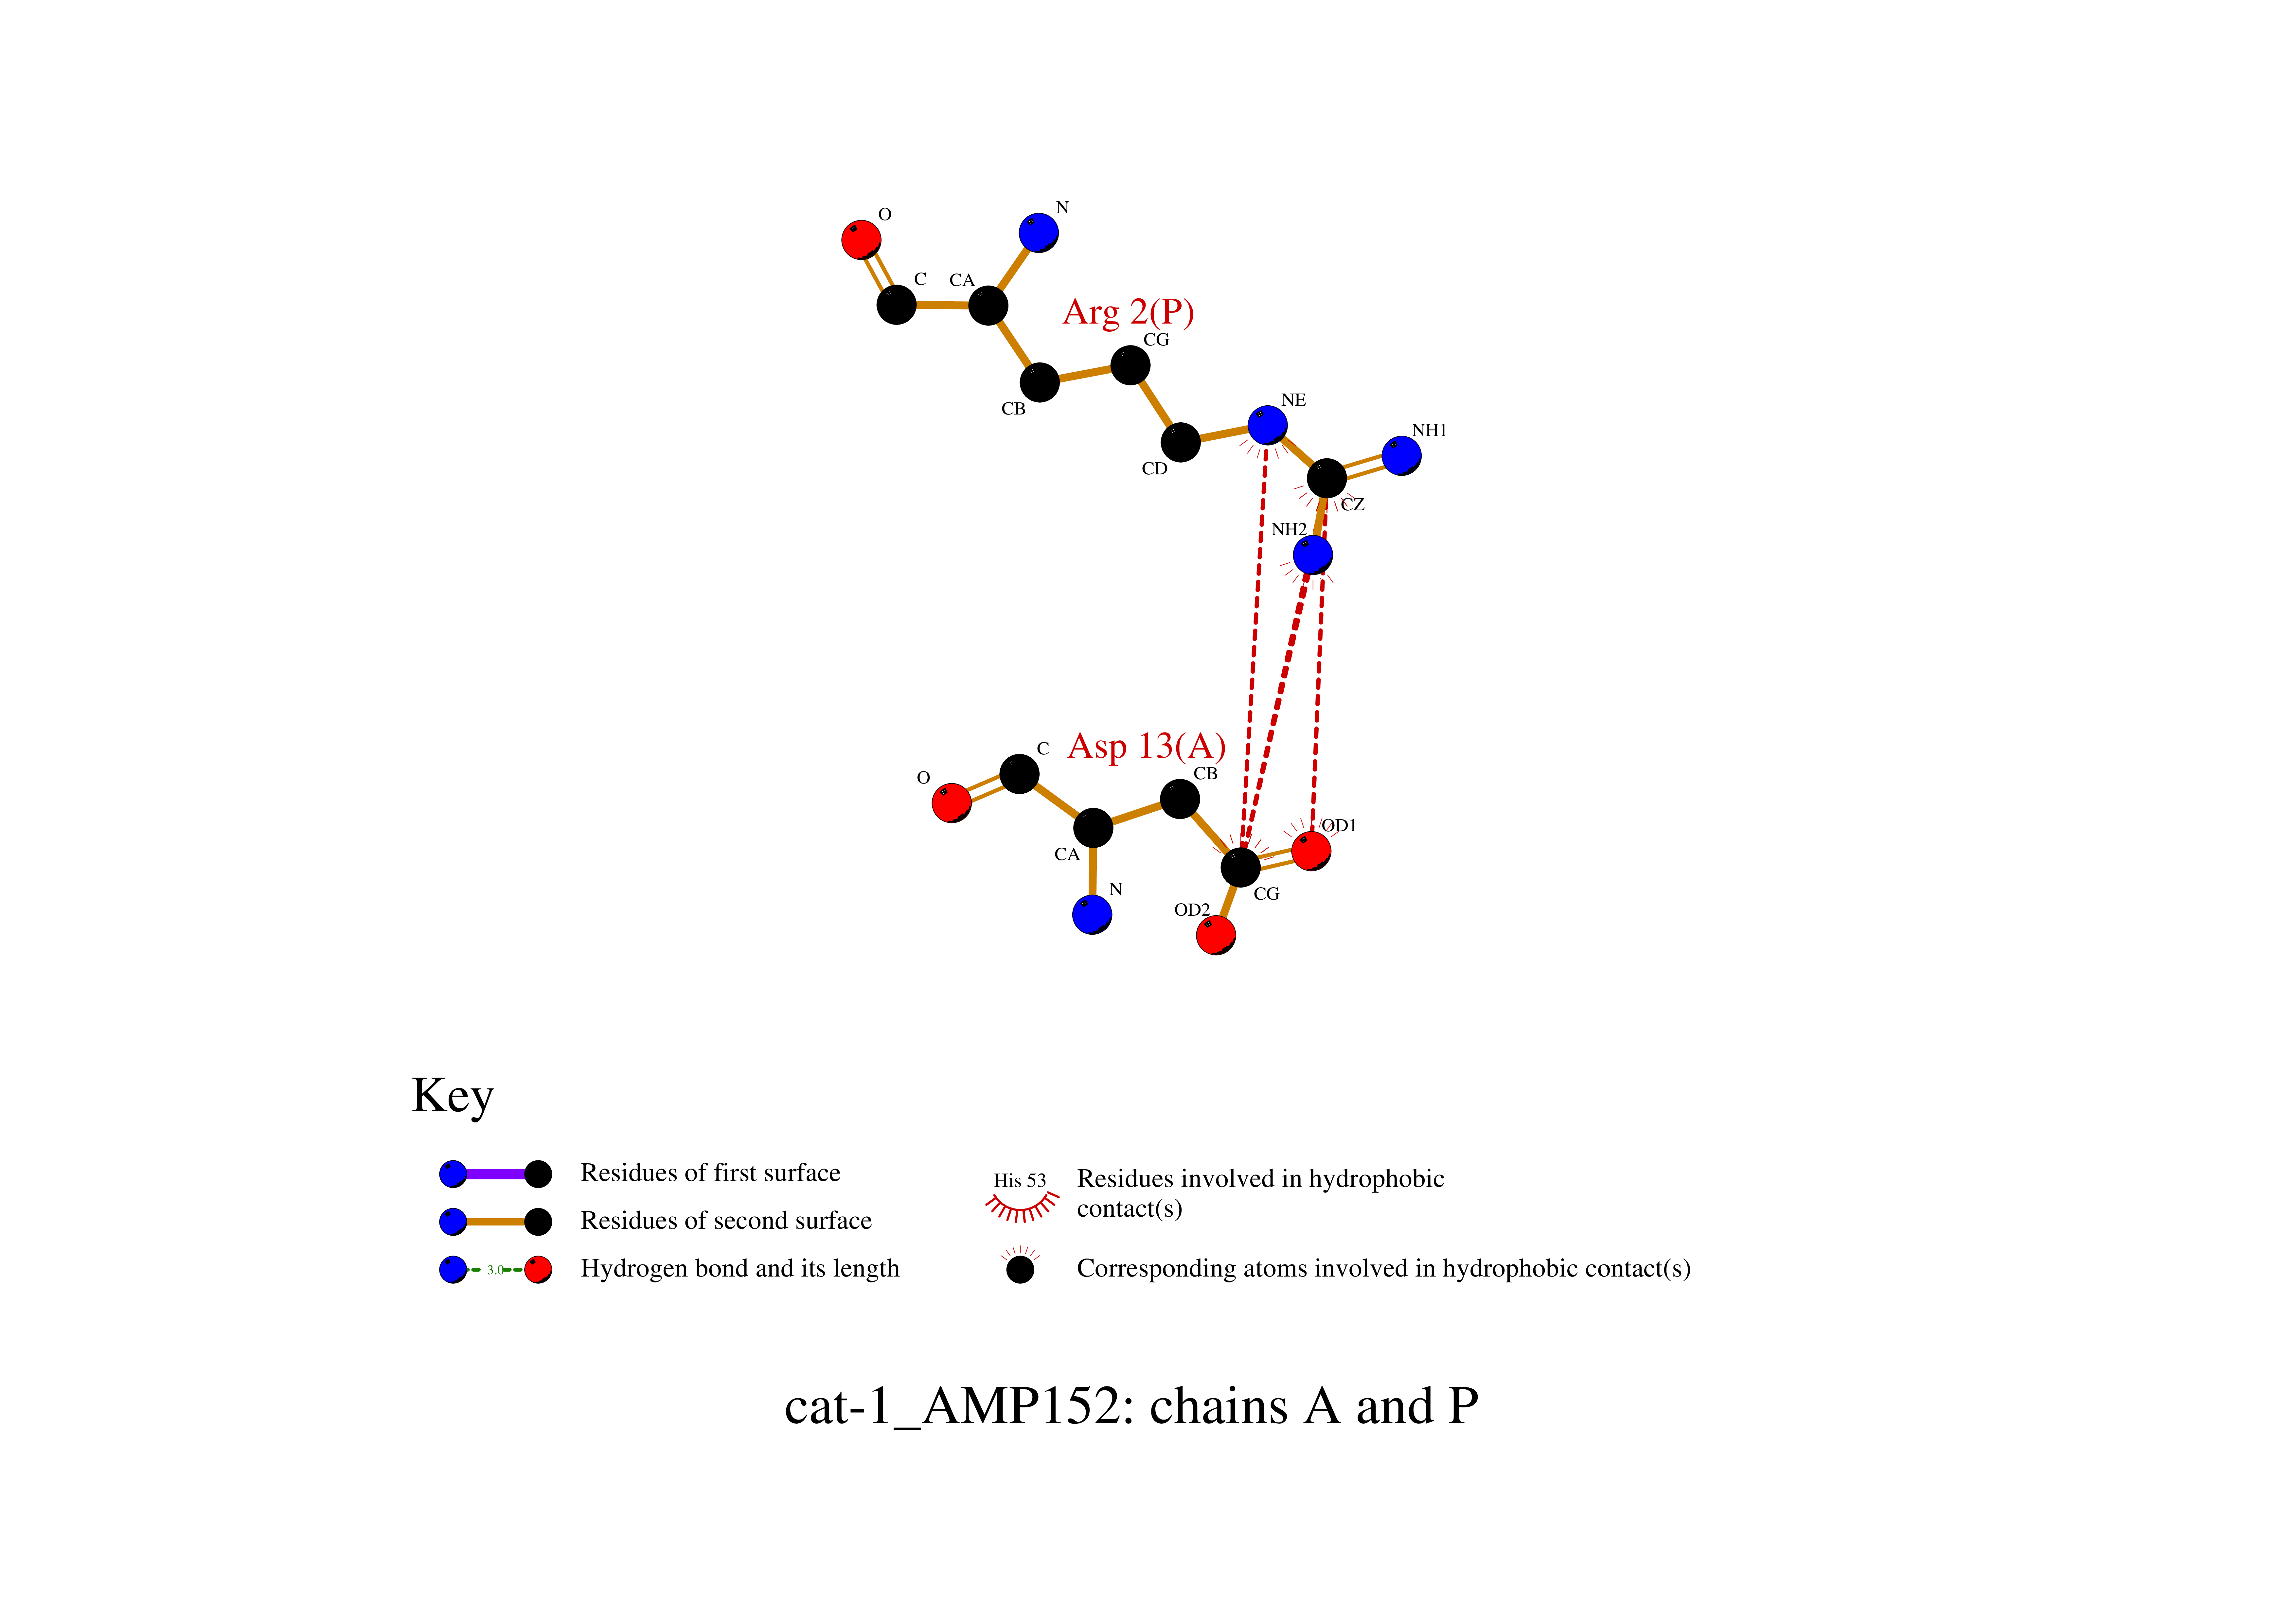 O
N
C
CA
Arg 2(P)
CG
CB
NE
NH1
CD
CZ
NH2
C
Asp 13(A)
O
CB
OD1
CA
N
CG
OD2
Key
Residues of first surface
Residues of second surface
3.0
Hydrogen bond and its length
His 53
Residues involved in hydrophobic
contact(s)
Corresponding atoms involved in hydrophobic contact(s)
cat-1_AMP152: chains A and P